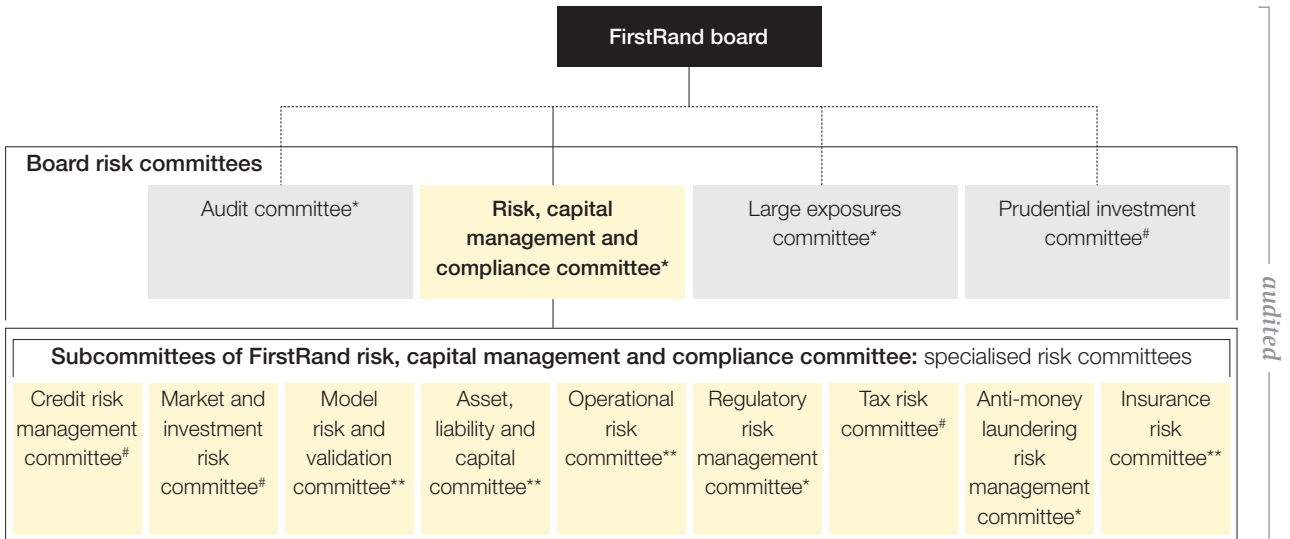 FirstRand board
Board risk committees
Audit committee*
Risk, capital
management and
compliance committee*
Large exposures
committee*
Prudential investment
committee#
Subcommittees of FirstRand risk, capital management and compliance committee: specialised risk committees
Credit risk
management
committee#
Market and
investment
risk
committee#
Model
risk and
validation
committee**
Asset,
liability and
capital
committee**
Operational
risk
committee**
Regulatory
risk
management
committee*
Tax risk
committee#
Anti-money
laundering
risk
management
committee*
Insurance
risk
committee**
audited